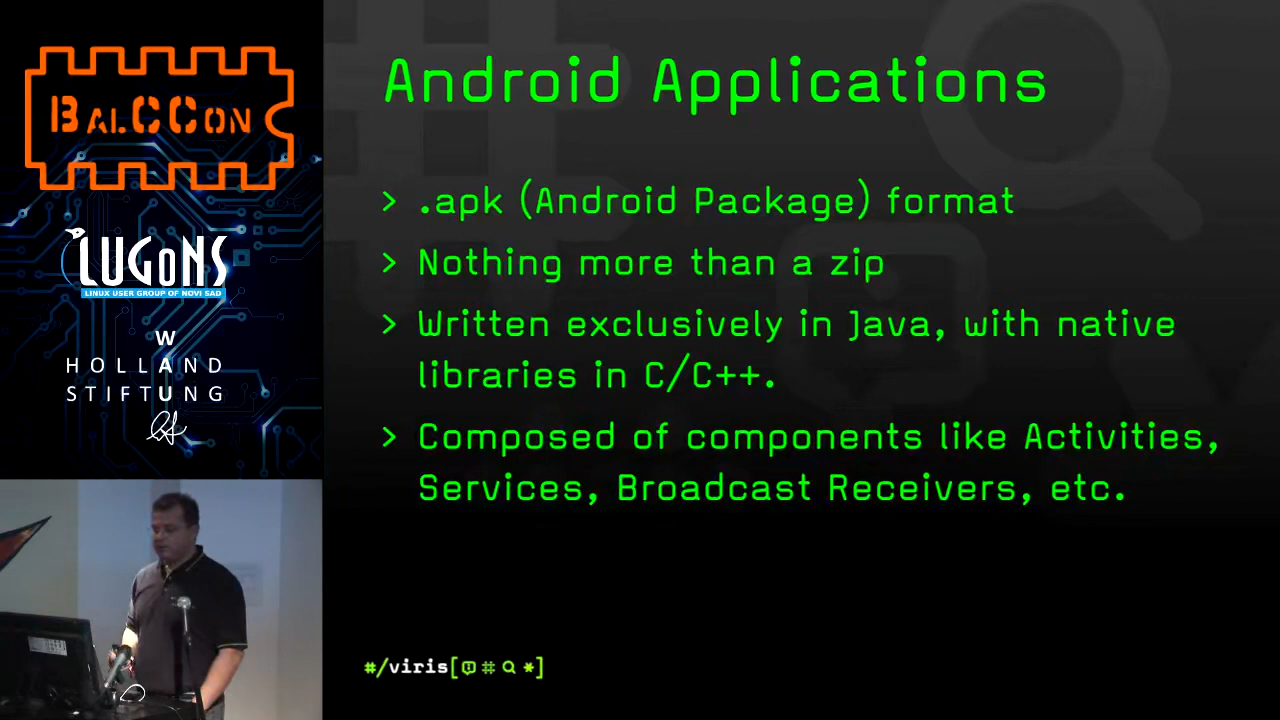 BALCCON
LUGONS
LINUX USER GROUP OF NOVI SAD
W
HOLLAND
STIFTUNG
Android Applications
> .apk (Android Package) format
> Nothing more than a zip
> Written exclusively in Java, with native
libraries in C/C++.
> Composed of components like Activities,
Services, Broadcast Receivers, etc.
#/viris[# *]